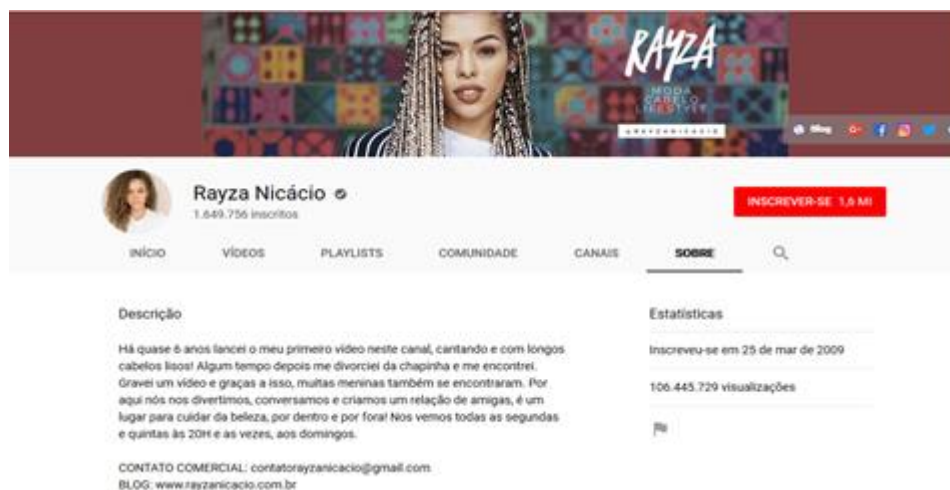 RAYZA
MODA
CABELO
LIFESTYLE
@RAYZANICACIO
Blog
Rayza Nicácio
1.649.756 inscritos
INSCREVER-SE 1,6 MI
INÍCIO VÍDEOS PLAYLISTS COMUNIDADE CANAIS SOBRE
Descrição
Há quase 6 anos lancei o meu primeiro vídeo neste canal, cantando e com longos
cabelos lisos! Algum tempo depois me divorciei da chapinha e me encontrei.
Gravei um vídeo e graças a isso, muitas meninas também se encontraram. Por
aqui nós nos divertimos, conversamos e criamos um relação de amigas, é um
lugar para cuidar da beleza, por dentro e por fora! Nos vemos todas as segundas
e quintas às 20H e as vezes, aos domingos.
CONTATO COMERCIAL: contatorayzanicacio@gmail.com
BLOG: www.rayzanicacio.com.br
Estatísticas
Inscreveu-se em 25 de mar de 2009
106.445.729 visualizações